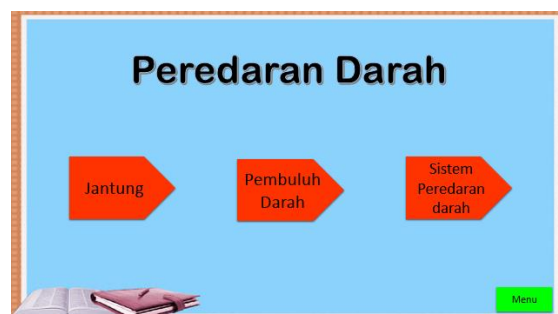 Peredaran Darah
Jantung
Pembuluh
Darah
Sistem
Peredaran
darah
Menu